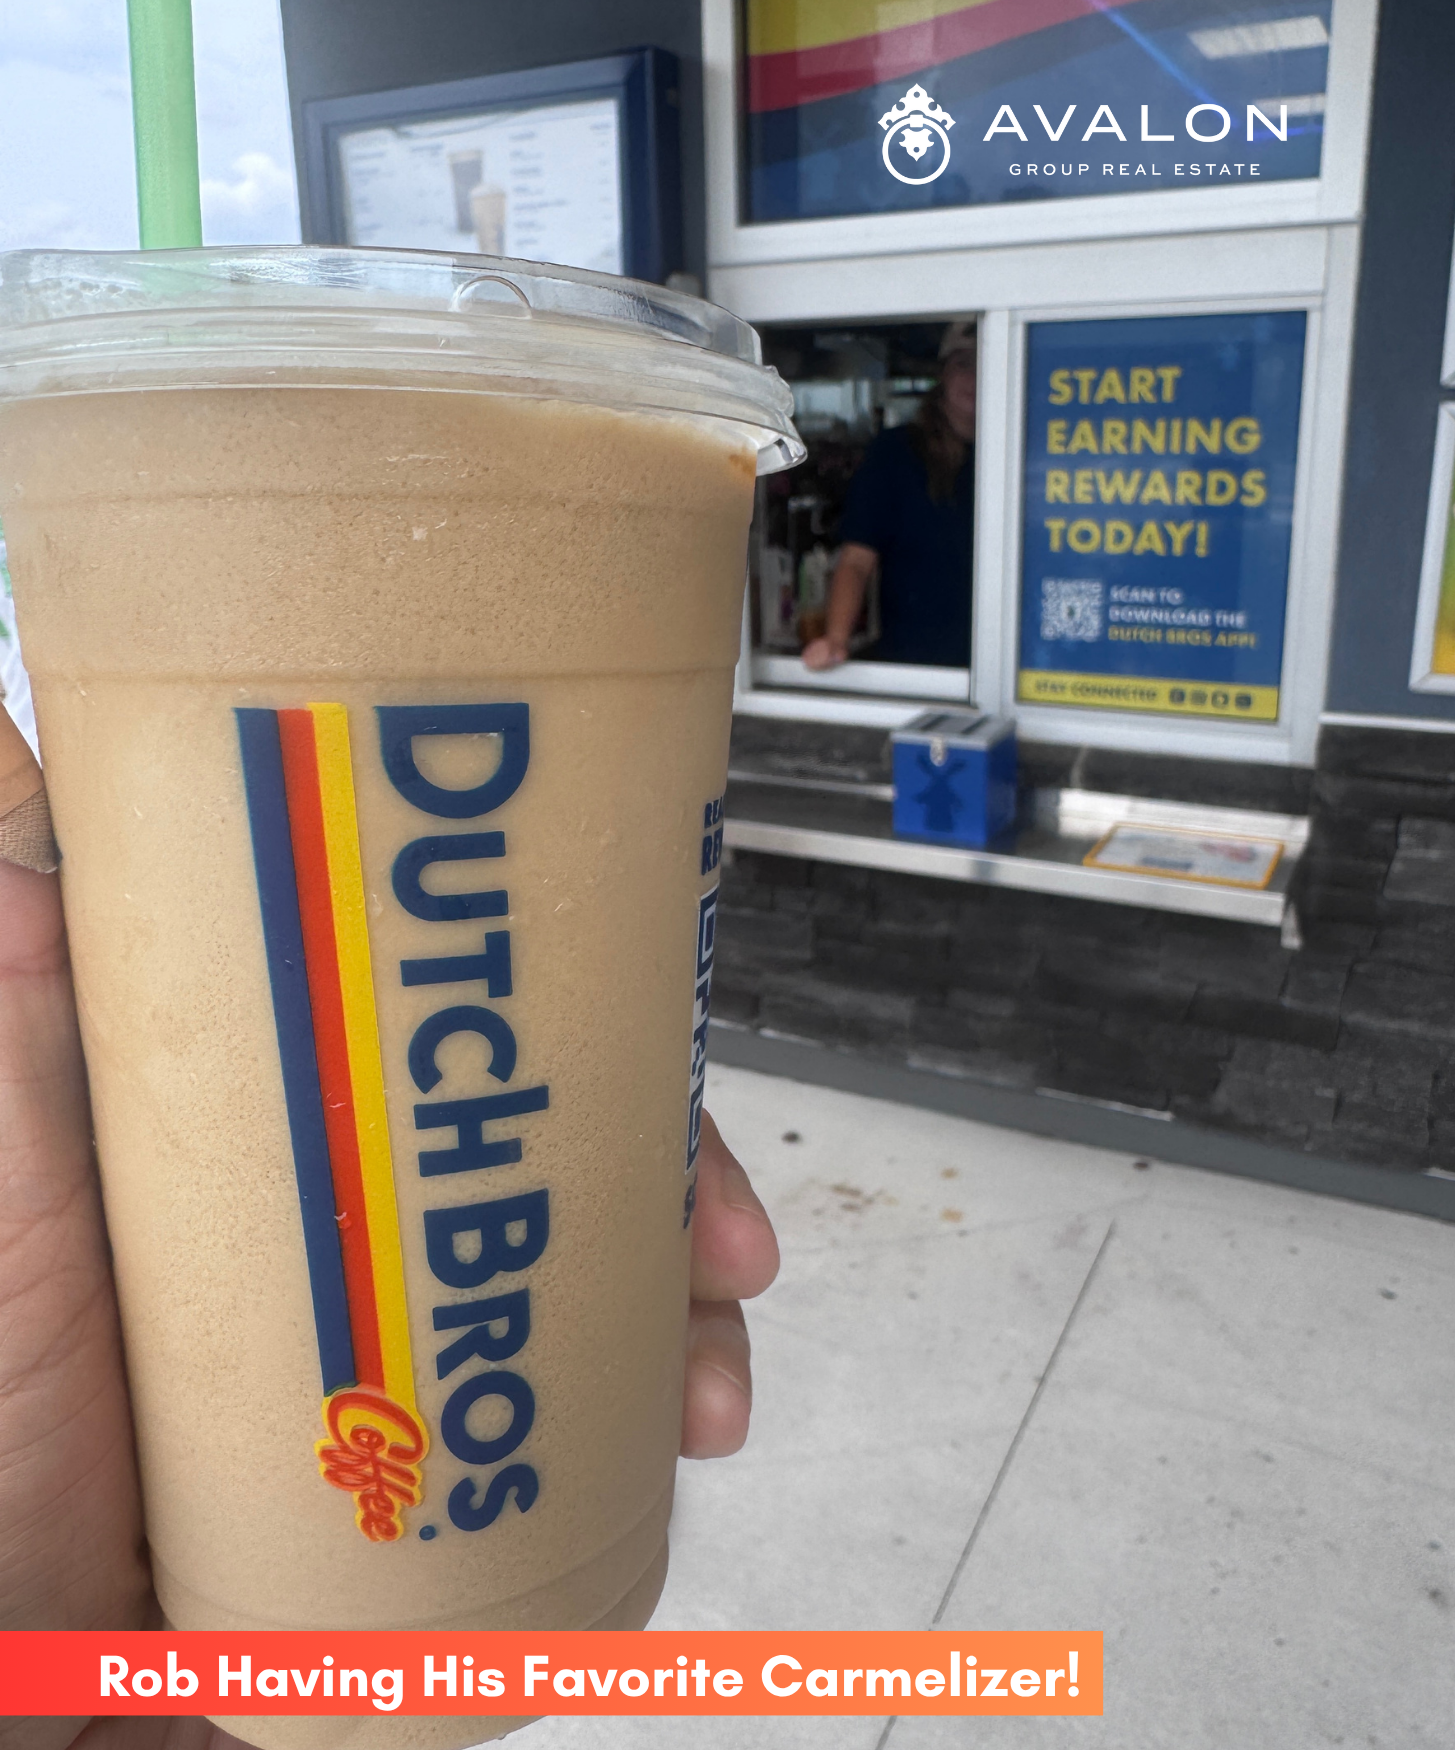 AVALON
GROUP REAL ESTATE
START
EARNING
REWARDS
TODAY!
SCAN TO
DOWNLOAD THE
DUTCH BROS APP!
STAY CONNECTED
DUTCH BROS.
Coffee
Rob Having His Favorite Carmelizer!